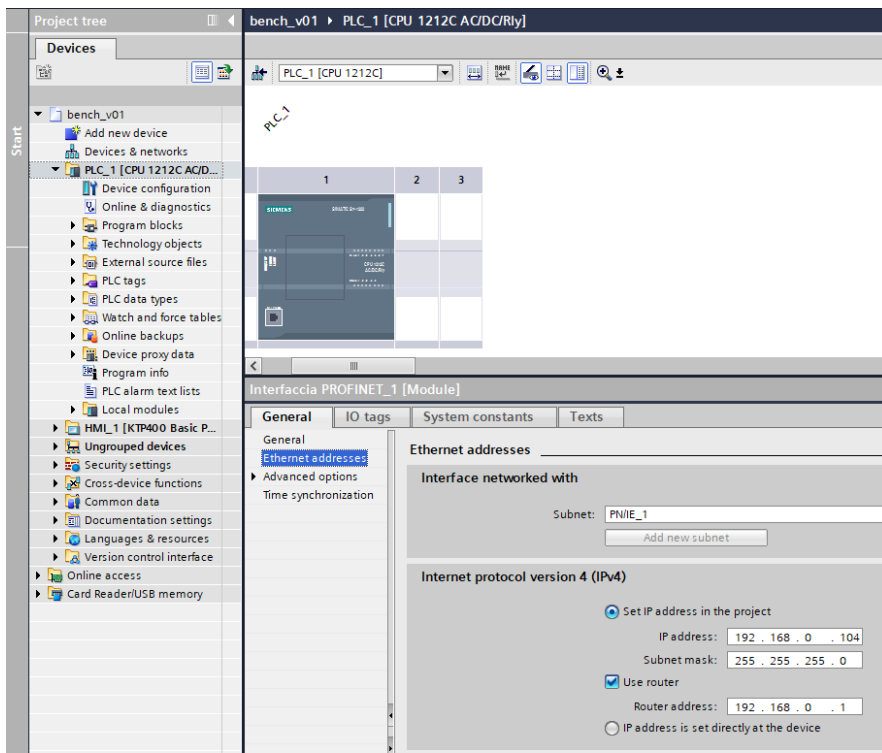 Project tree
bench_v01 ▸ PLC_1 [CPU 1212C AC/DC/Rly]
Devices
PLC_1 [CPU 1212C]
NAME
Start
bench_v01
Add new device
Devices & networks
PLC_1 [CPU 1212C AC/D...
Device configuration
Online & diagnostics
Program blocks
Technology objects
External source files
PLC tags
PLC data types
Watch and force tables
Online backups
Device proxy data
Program info
PLC alarm text lists
Local modules
HMI_1 [KTP400 Basic P...
Ungrouped devices
Security settings
Cross-device functions
Common data
Documentation settings
Languages & resources
Version control interface
Online access
Card Reader/USB memory
PLC_1
1 2 3
SIEMENS
CPU 1212C
AC/DC/Rly
Interfaccia PROFINET_1 [Module]
General IO tags System constants Texts
General
Ethernet addresses
Advanced options
Time synchronization
Ethernet addresses
Interface networked with
Subnet: PN/IE_1
Add new subnet
Internet protocol version 4 (IPv4)
Set IP address in the project
IP address: 192 . 168 . 0 . 104
Subnet mask: 255 . 255 . 255 . 0
Use router
Router address: 192 . 168 . 0 . 1
IP address is set directly at the device